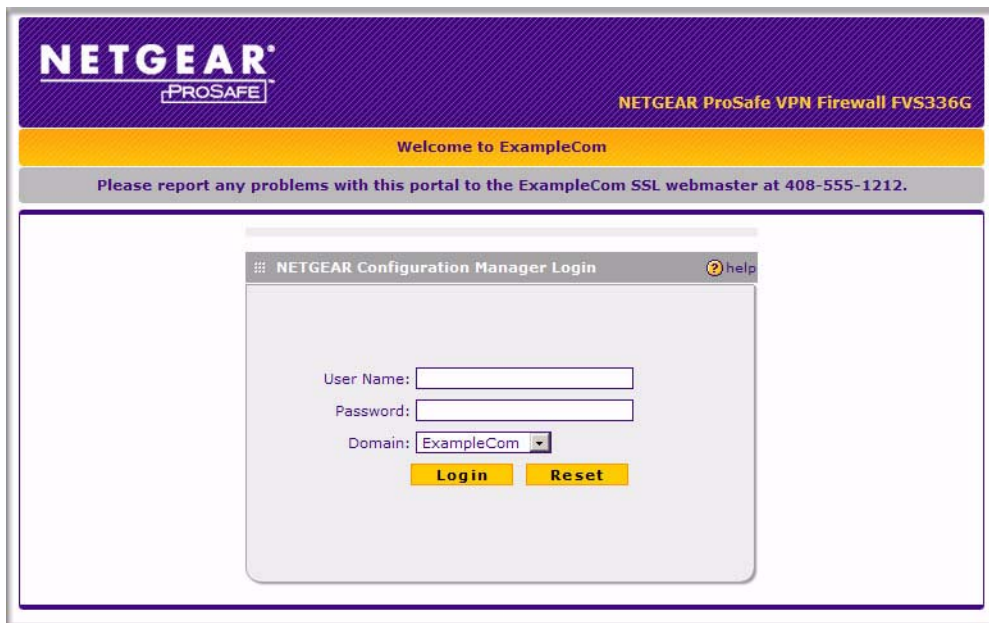 NETGEAR®
PROSAFE™
NETGEAR ProSafe VPN Firewall FVS336G
Welcome to ExampleCom
Please report any problems with this portal to the ExampleCom SSL webmaster at 408-555-1212.
NETGEAR Configuration Manager Login ? help
User Name:
Password:
Domain: ExampleCom
Login Reset